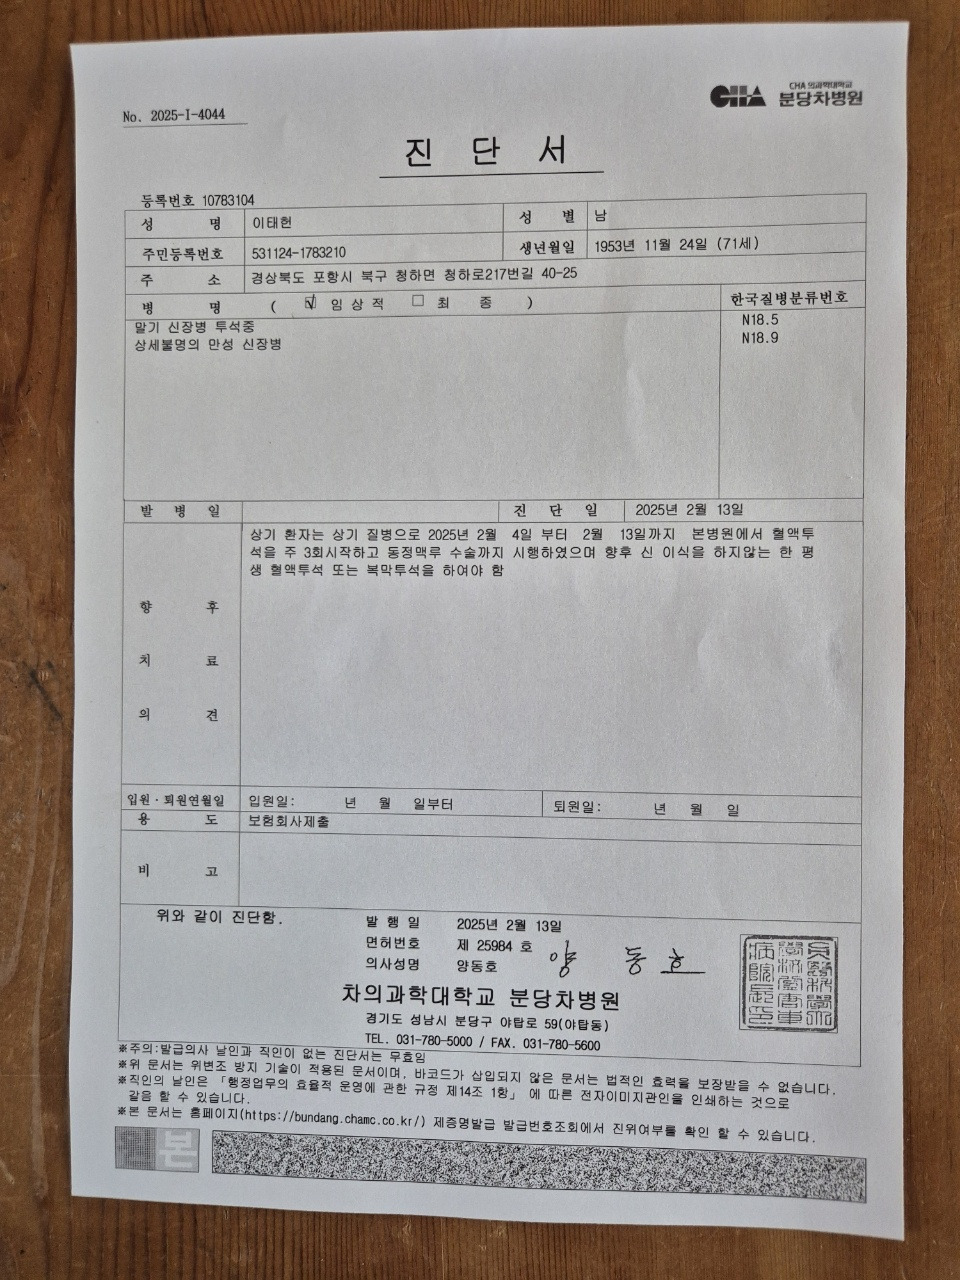 No. 2025-I-4044
CHA 의과학대학교
CHA 분당차병원
진 단 서
등록번호 10783104
성 명 이태헌 성 별 남
주민등록번호 531124-1783210 생년월일 1953년 11월 24일 (71세)
주 소 경상북도 포항시 북구 청하면 청하로217번길 40-25
병 명 ( ☑ 임상적 ☐ 최 종 ) 한국질병분류번호
말기 신장병 투석중 N18.5
상세불명의 만성 신장병 N18.9
발 병 일 진 단 일 2025년 2월 13일
향 후 치 료 의 견
상기 환자는 상기 질병으로 2025년 2월 4일 부터 2월 13일까지 본병원에서 혈액투
석을 주 3회시작하고 동정맥루 수술까지 시행하였으며 향후 신 이식을 하지않는 한 평
생 혈액투석 또는 복막투석을 하여야 함
입원·퇴원연월일 입원일: 년 월 일부터 퇴원일: 년 월 일
용 도 보험회사제출
비 고
위와 같이 진단함.
발 행 일 2025년 2월 13일
면허번호 제 25984 호
의사성명 양동호 양 동 호
차의과학대학교 분당차병원
경기도 성남시 분당구 야탑로 59(야탑동)
TEL. 031-780-5000 / FAX. 031-780-5600
※주의:발급의사 날인과 직인이 없는 진단서는 무효임
※위 문서는 위변조 방지 기술이 적용된 문서이며, 바코드가 삽입되지 않은 문서는 법적인 효력을 보장받을 수 없습니다.
※직인의 날인은 「행정업무의 효율적 운영에 관한 규정 제14조 1항」 에 따른 전자이미지관인을 인쇄하는 것으로
같음 할 수 있습니다.
※본 문서는 홈페이지(https://bundang.chamc.co.kr/) 제증명발급 발급번호조회에서 진위여부를 확인 할 수 있습니다.
본